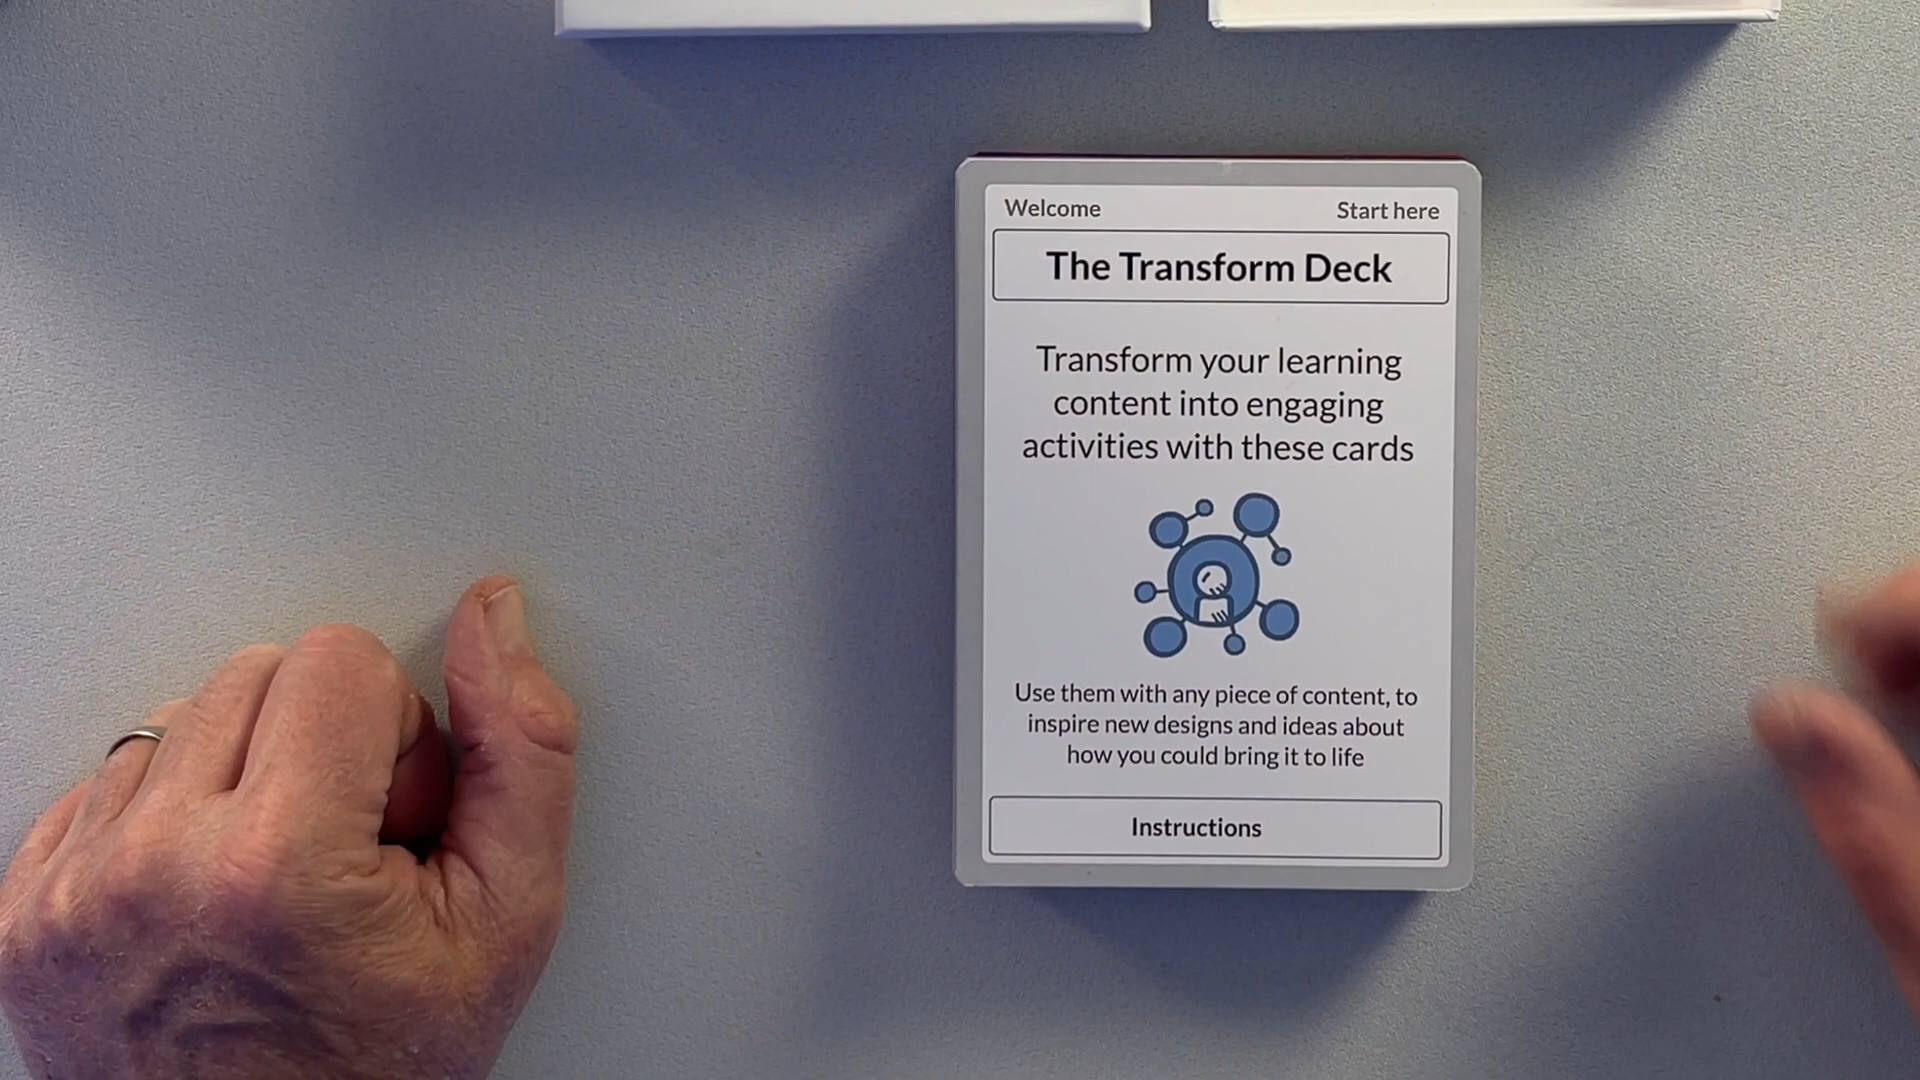 Welcome
Start here
The Transform Deck
Transform your learning
content into engaging
activities with these cards
Use them with any piece of content, to
inspire new designs and ideas about
how you could bring it to life
Instructions